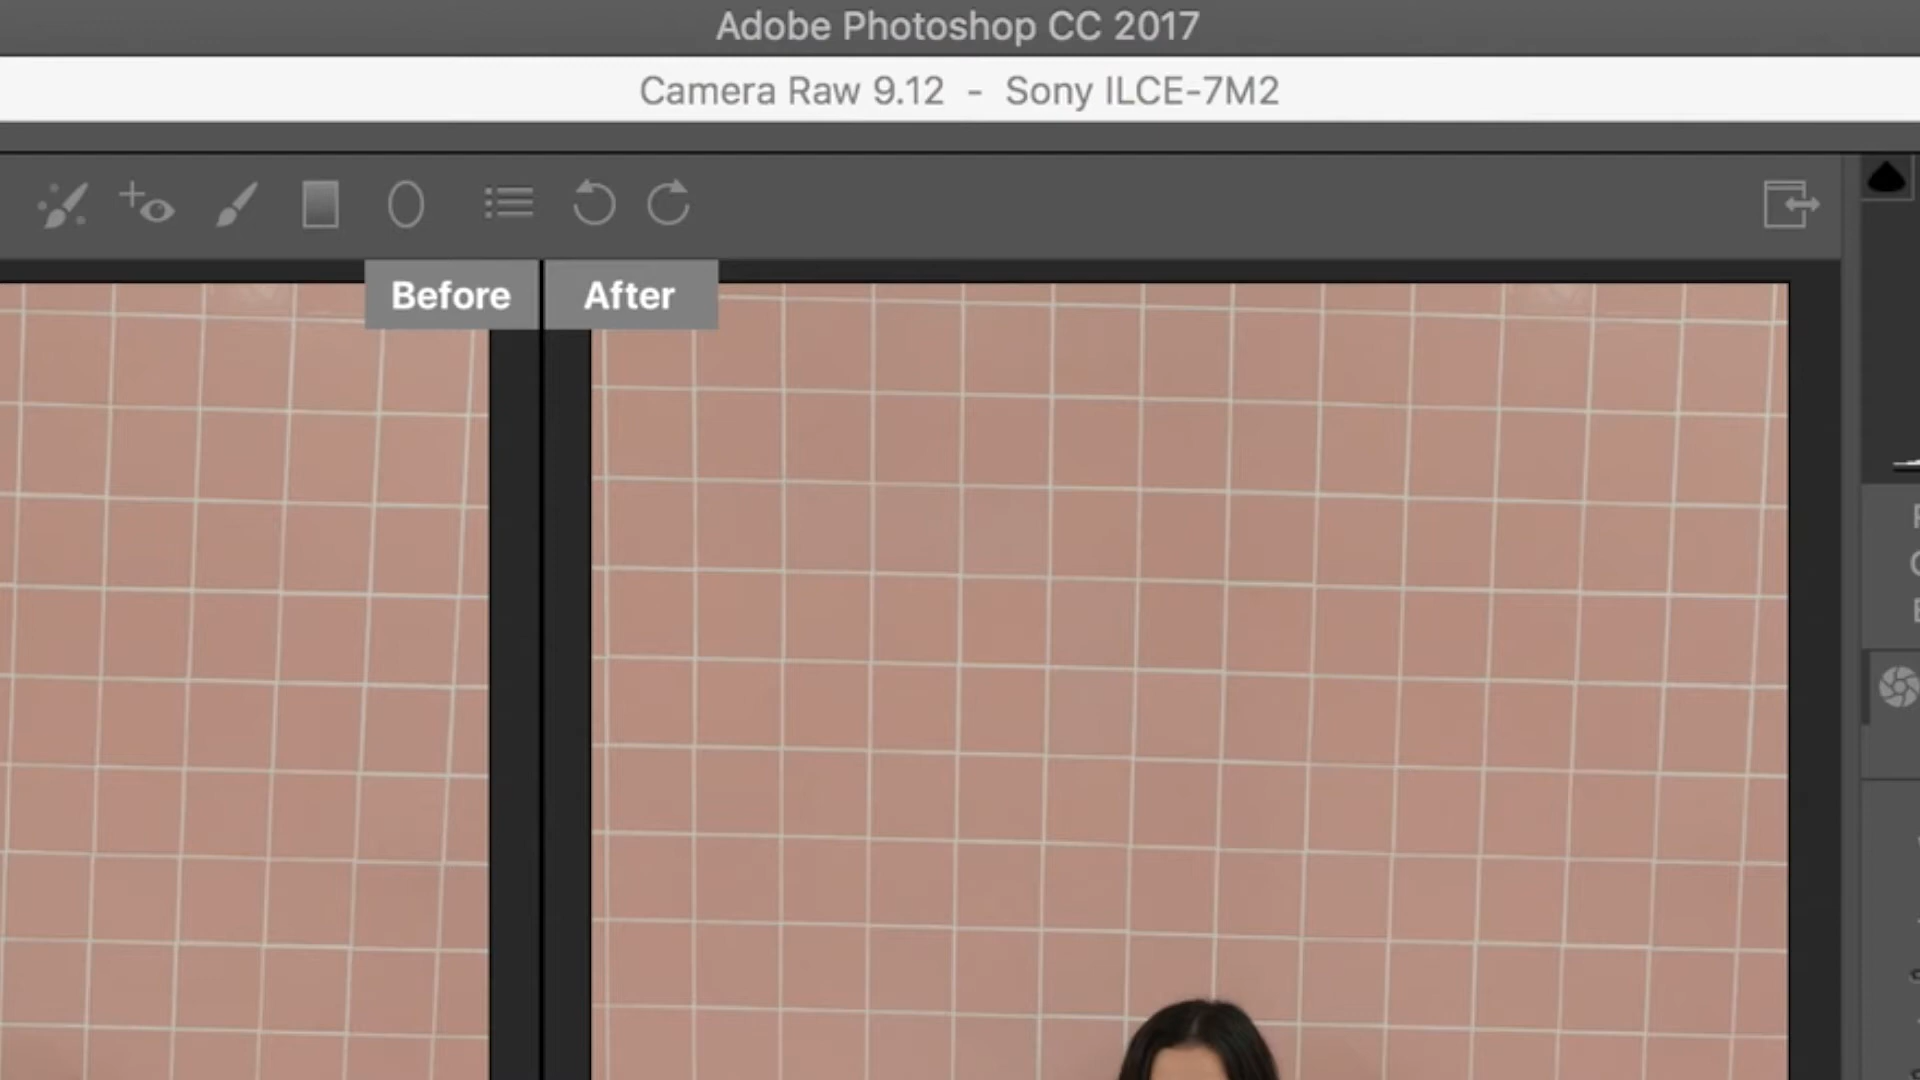 Adobe Photoshop CC 2017
Camera Raw 9.12 - Sony ILCE-7M2
Before
After